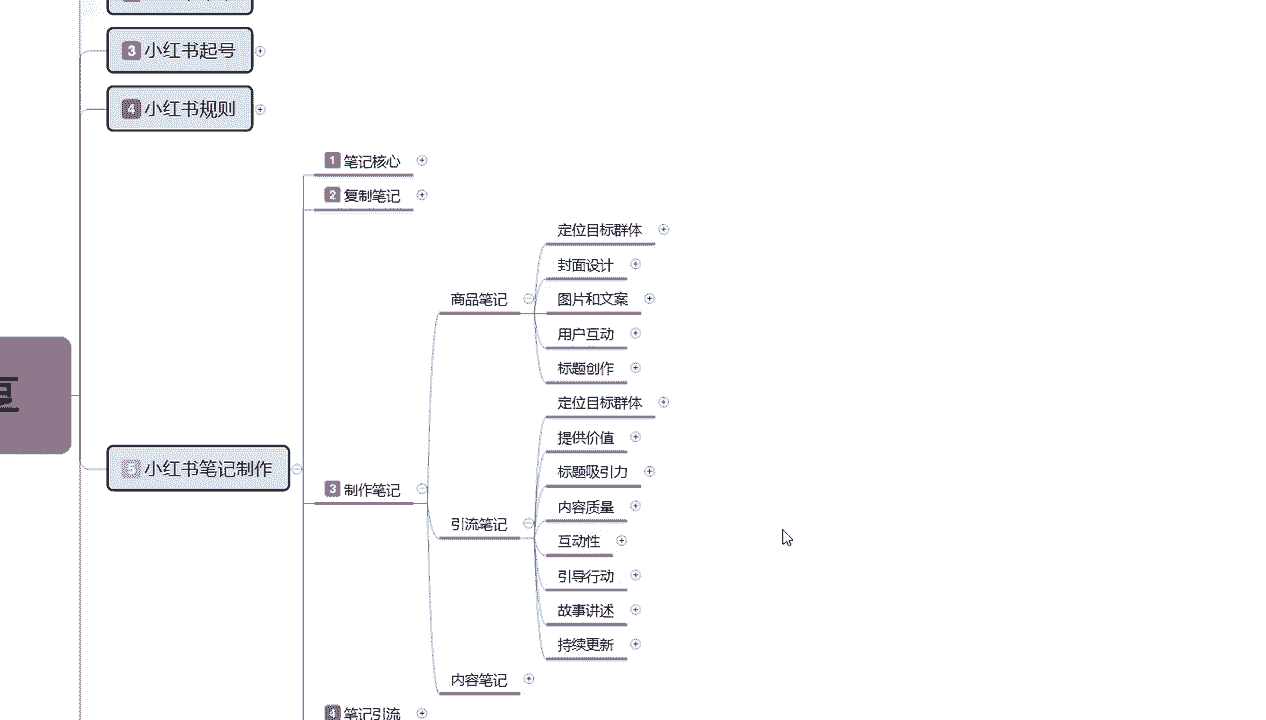 3 小红书起号
4 小红书规则
1 笔记核心
2 复制笔记
定位目标群体
封面设计
商品笔记
图片和文案
用户互动
标题创作
定位目标群体
提供价值
标题吸引力
5 小红书笔记制作
3 制作笔记
内容质量
引流笔记
互动性
引导行动
故事讲述
持续更新
内容笔记
4 笔记引流